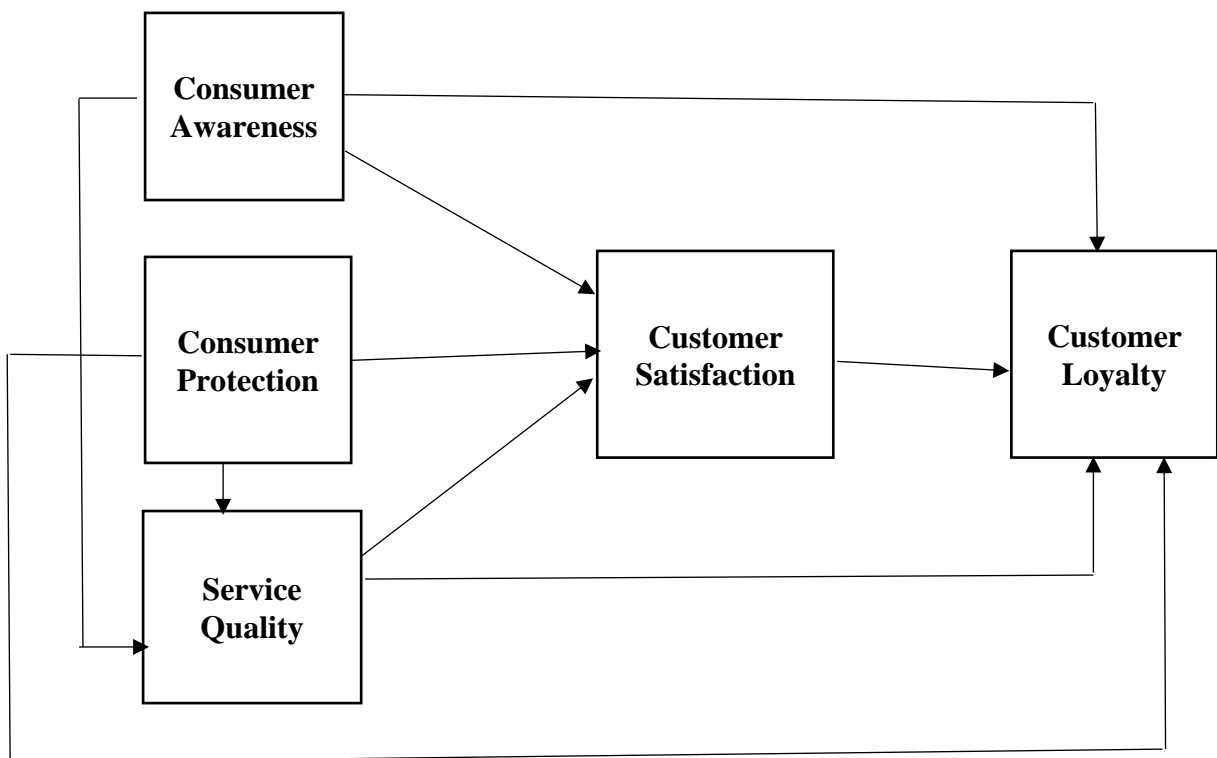 Consumer
Awareness
Consumer
Protection
Customer
Satisfaction
Customer
Loyalty
Service
Quality